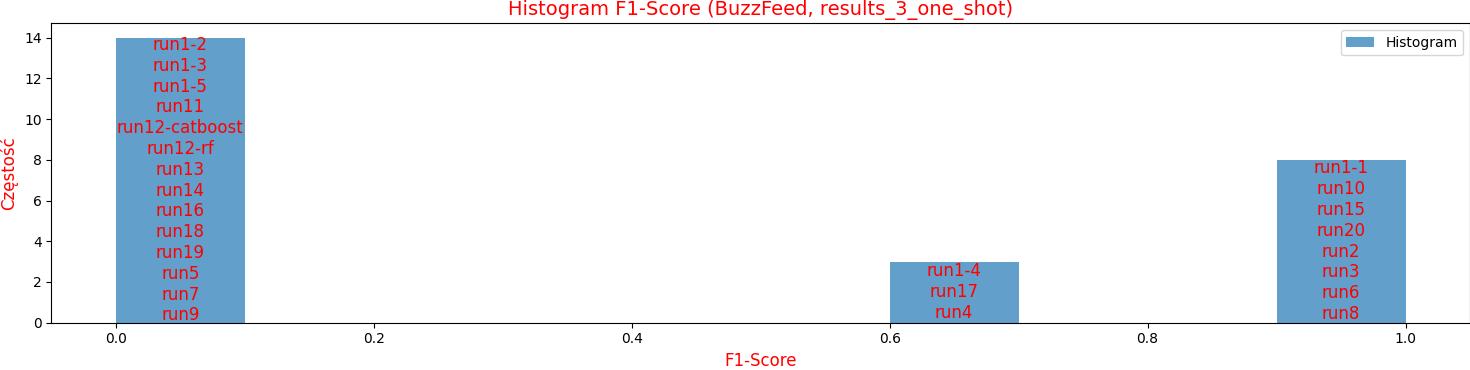 Histogram F1-Score (BuzzFeed, results_3_one_shot)
Histogram
Częstość
14
12
10
8
6
4
2
0
run1-2
run1-3
run1-5
run11
run12-catboost
run12-rf
run13
run14
run16
run18
run19
run5
run7
run9
run1-4
run17
run4
run1-1
run10
run15
run20
run2
run3
run6
run8
0.0 0.2 0.4 0.6 0.8 1.0
F1-Score